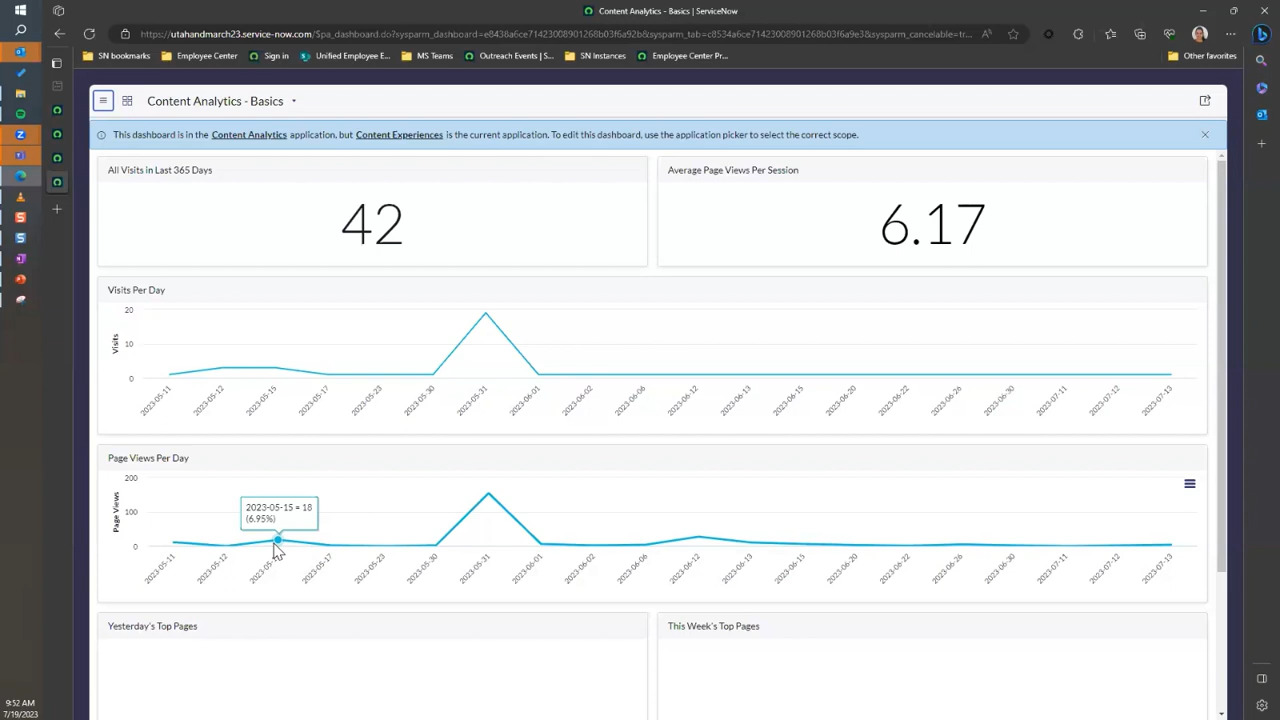 Content Analytics - Basics | ServiceNow
https://utahandmarch23.service-now.com/$pa_dashboard.do?sysparm_dashboard=e8438a6ce71423008901203b6f03a92b&sysparm_tab=c8534a6ce71423008901203b6f03a9e3&sysparm_cancelable=tr...
SN bookmarks
Employee Center
Sign in
Unified Employee E...
MS Teams
Outreach Events | S...
SN Instances
Employee Center Pr...
Other favorites
Content Analytics - Basics
This dashboard is in the Content Analytics application, but Content Experiences is the current application. To edit this dashboard, use the application picker to select the correct scope.
All Visits in Last 365 Days
42
Average Page Views Per Session
6.17
Visits Per Day
Visits
20
10
0
2023-05-11
2023-05-12
2023-05-15
2023-05-17
2023-05-23
2023-05-30
2023-05-31
2023-06-01
2023-06-02
2023-06-06
2023-06-12
2023-06-13
2023-06-15
2023-06-20
2023-06-22
2023-06-26
2023-06-30
2023-07-11
2023-07-12
2023-07-13
Page Views Per Day
Page Views
200
100
0
2023-05-15 = 18
(6.95%)
2023-05-11
2023-05-12
2023-05-17
2023-05-23
2023-05-30
2023-05-31
2023-06-01
2023-06-02
2023-06-06
2023-06-12
2023-06-13
2023-06-15
2023-06-20
2023-06-22
2023-06-26
2023-06-30
2023-07-11
2023-07-12
2023-07-13
Yesterday's Top Pages
This Week's Top Pages
9:52 AM
7/19/2023